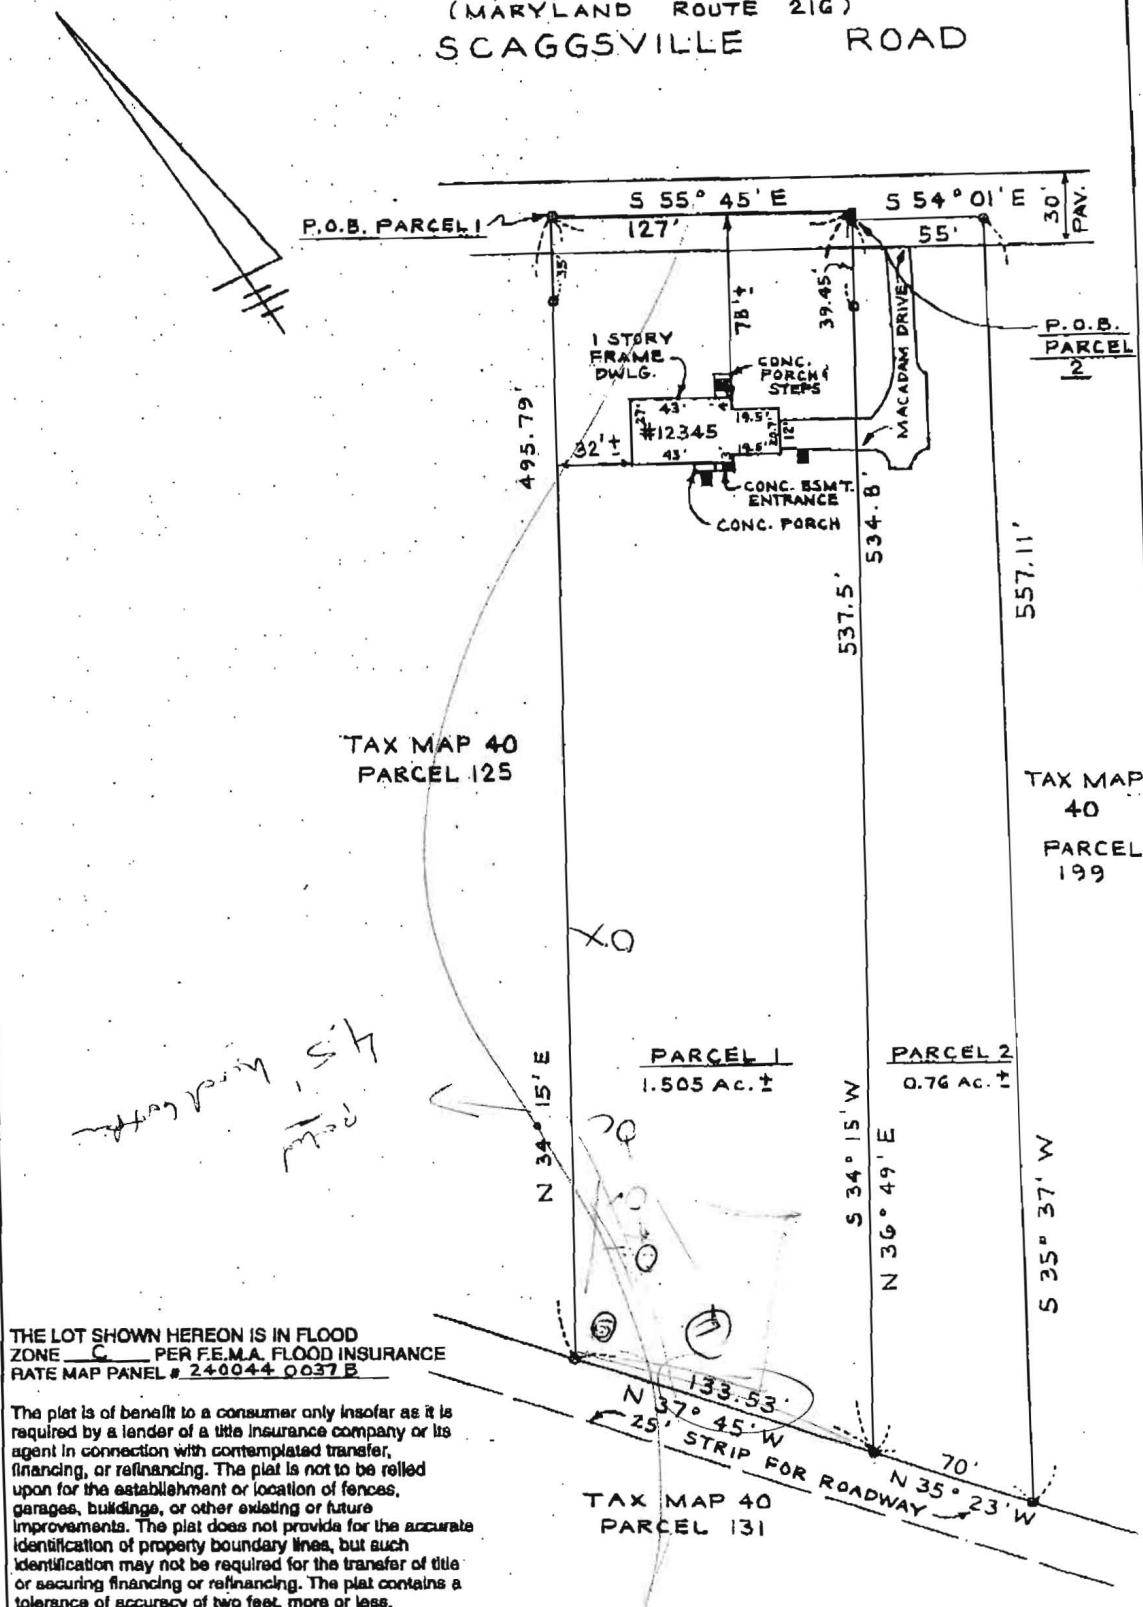 (MARYLAND ROUTE 216)
SCAGGSVILLE ROAD
S 55° 45' E
S 54° 01' E
30'
PAV.
P.O.B. PARCEL 1
127'
55'
35'
78'±
39.45'
MACADAM DRIVE
P.O.B.
PARCEL
2
1 STORY
FRAME
DWLG.
CONC.
PORCH &
STEPS
27'
43'
4'
19.5'
#12345
20.7'
12'
495.79'
32'±
43'
3'
19.5'
CONC. BSMT.
ENTRANCE
CONC. PORCH
534.8'
537.5'
557.11'
TAX MAP 40
PARCEL 125
TAX MAP
40
PARCEL
199
PARCEL 1
1.505 AC. ±
PARCEL 2
0.76 AC. ±
N 34° 15' E
S 34° 15' W
N 36° 49' E
S 35° 37' W
45'
THE LOT SHOWN HEREON IS IN FLOOD
ZONE C PER F.E.M.A. FLOOD INSURANCE
RATE MAP PANEL # 240044 0037 B
133.53'
N 37° 45' W
25' STRIP FOR ROADWAY
70'
N 35° 23' W
TAX MAP 40
PARCEL 131
The plat is of benefit to a consumer only insofar as it is
required by a lender of a title insurance company or its
agent in connection with contemplated transfer,
financing, or refinancing. The plat is not to be relied
upon for the establishment or location of fences,
garages, buildings, or other existing or future
improvements. The plat does not provide for the accurate
identification of property boundary lines, but such
identification may not be required for the transfer of title
or securing financing or refinancing. The plat contains a
tolerance of accuracy of two feet, more or less.